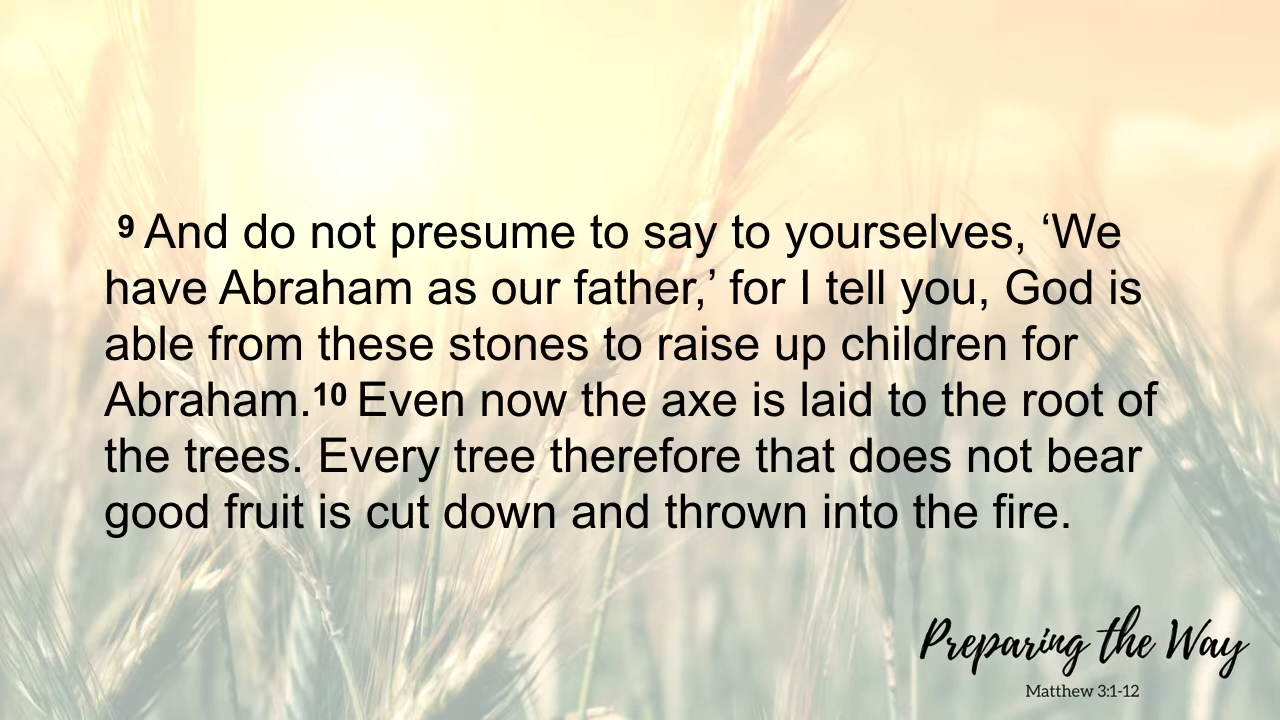 9 And do not presume to say to yourselves, ‘We
have Abraham as our father,’ for I tell you, God is
able from these stones to raise up children for
Abraham.10 Even now the axe is laid to the root of
the trees. Every tree therefore that does not bear
good fruit is cut down and thrown into the fire.
Preparing the Way
Matthew 3:1-12